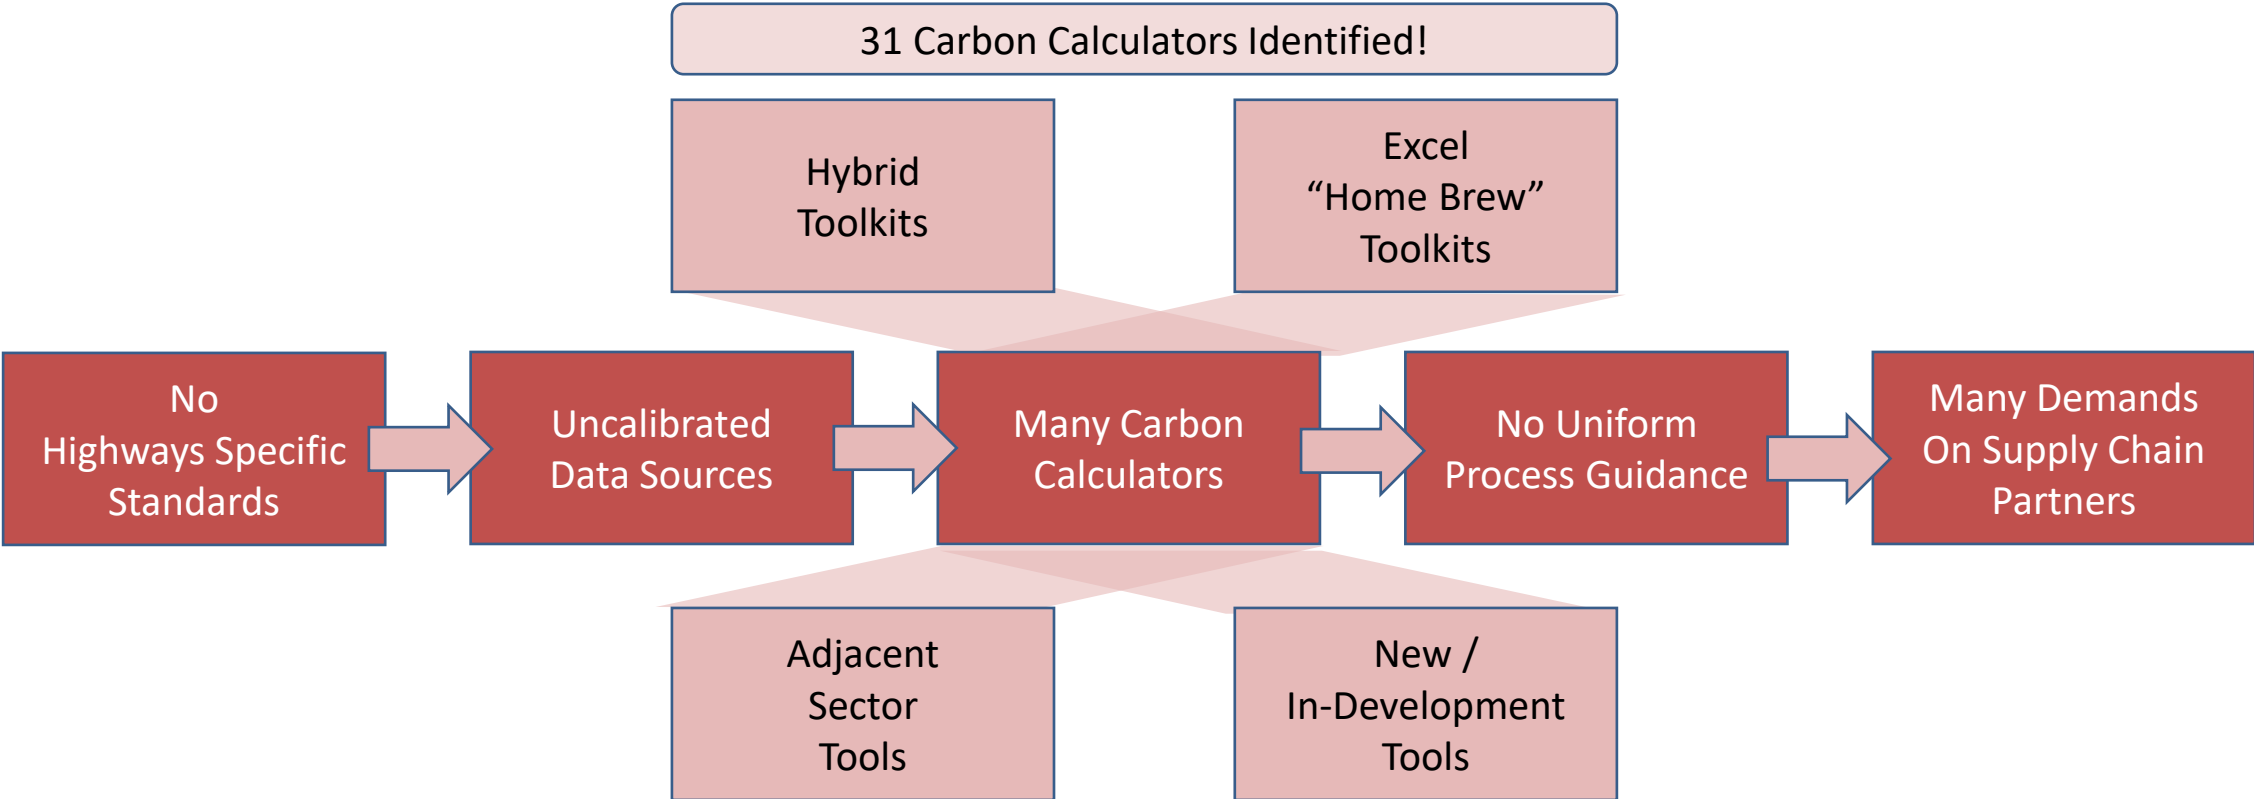 31 Carbon Calculators Identified!
Hybrid
Toolkits
Excel
“Home Brew”
Toolkits
No
Highways Specific
Standards
Uncalibrated
Data Sources
Many Carbon
Calculators
No Uniform
Process Guidance
Many Demands
On Supply Chain
Partners
Adjacent
Sector
Tools
New /
In-Development
Tools